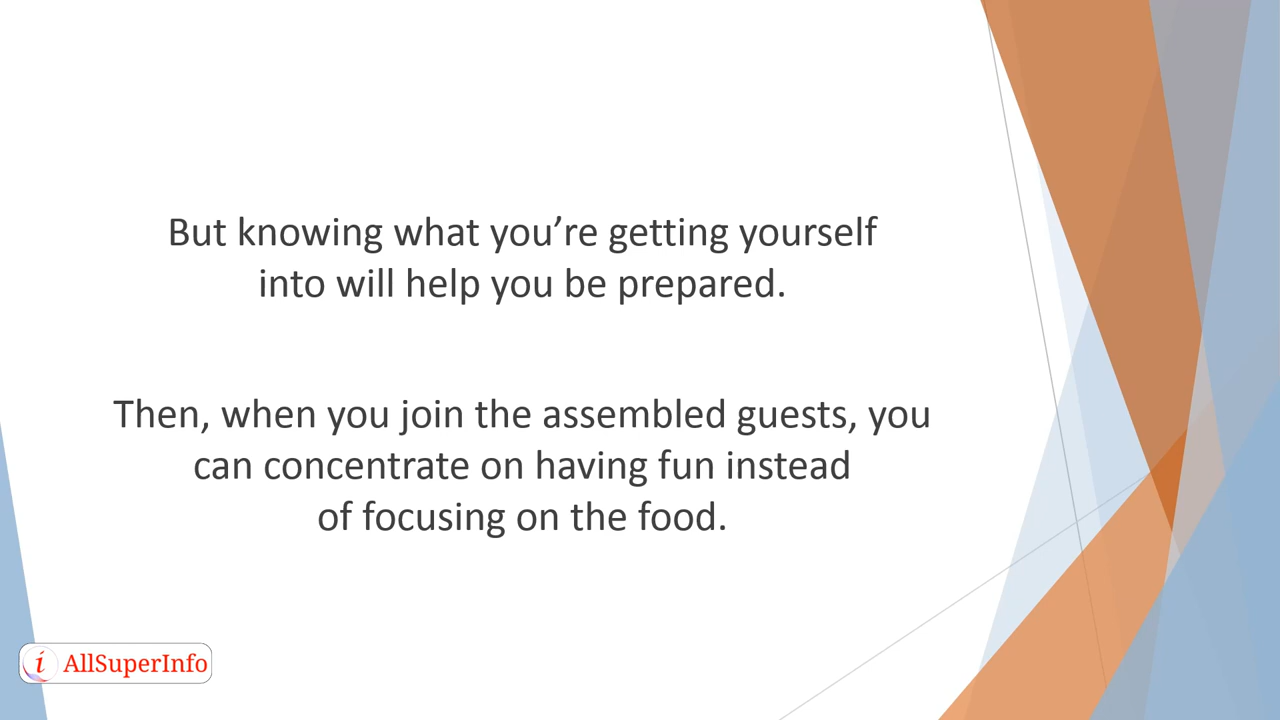 But knowing what you’re getting yourself
into will help you be prepared.
Then, when you join the assembled guests, you
can concentrate on having fun instead
of focusing on the food.
i AllSuperInfo